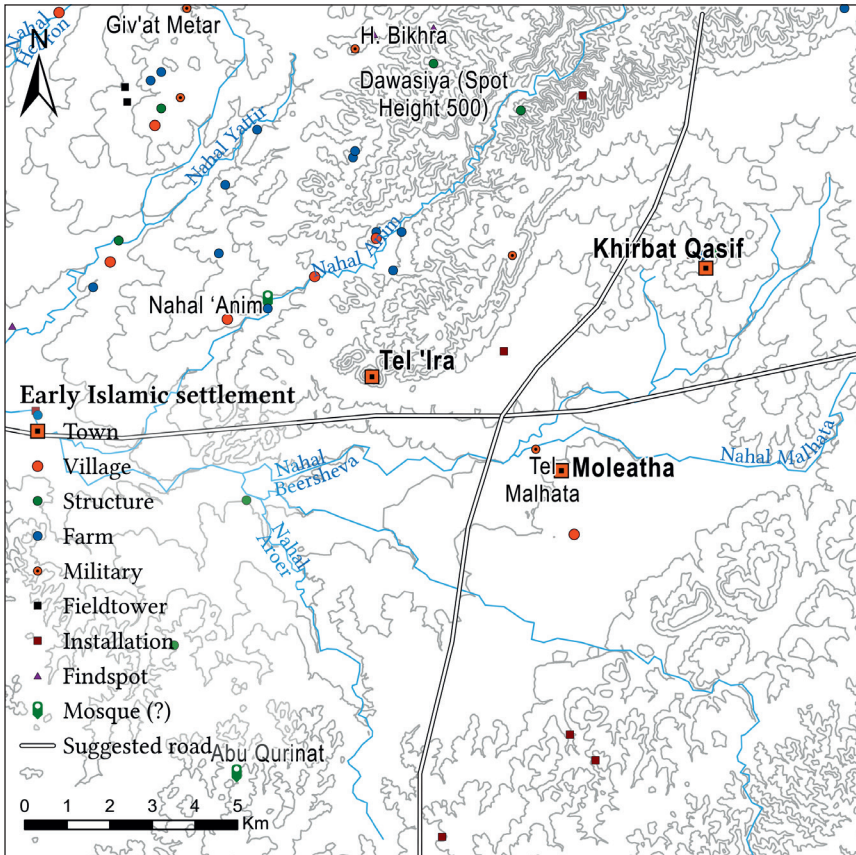 Giv'at Metar
Nahal
Hebron
N
H. Bikhra
Dawasiya (Spot
Height 500)
Nahal Yattir
Nahal Anim
Khirbat Qasif
Nahal 'Anim
Tel 'Ira
Early Islamic settlement
Town
Village
Structure
Farm
Military
Fieldtower
Installation
Findspot
Mosque (?)
Suggested road
Nahal
Beersheva
Nahal
Aroer
Tel
Malhata
Moleatha
Nahal Malhata
Abu Qurinat
0 1 2 3 4 5
Km